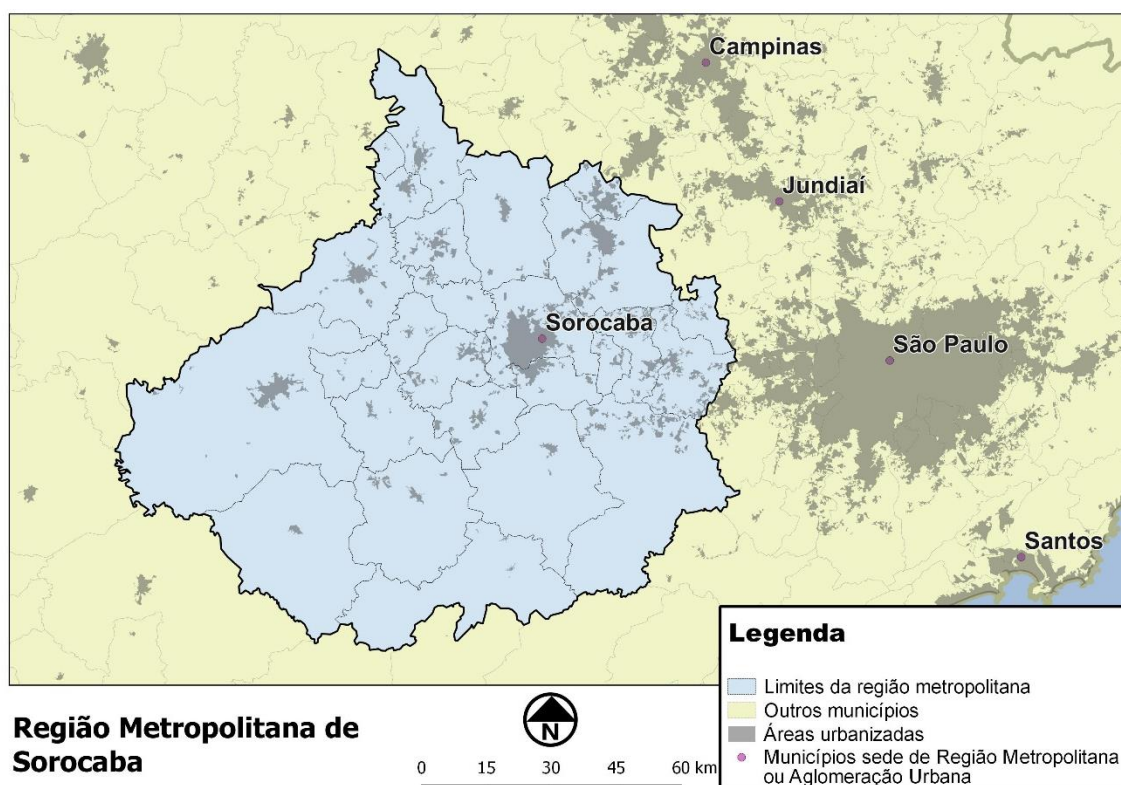 Campinas
Jundiaí
Sorocaba
São Paulo
Santos
Legenda
Limites da região metropolitana
Outros municípios
Áreas urbanizadas
Municípios sede de Região Metropolitana
ou Aglomeração Urbana
Região Metropolitana de
Sorocaba
N
0 15 30 45 60 km